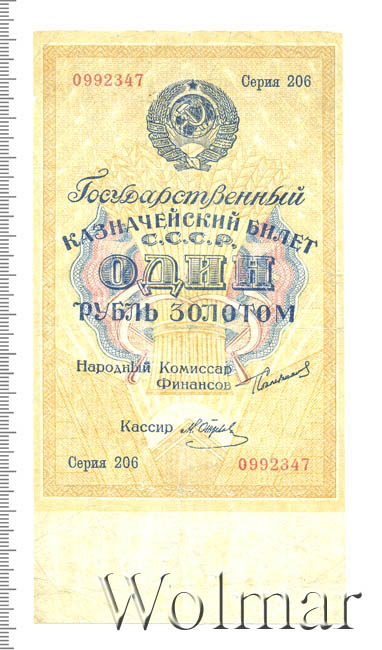 0992347 Серия 206
Государственный
КАЗНАЧЕЙСКИЙ БИЛЕТ
С.С.С.Р.
ОДИН
РУБЛЬ ЗОЛОТОМ
Народный Комиссар
Финансов
Кассир
Серия 206 0992347
Wolmar